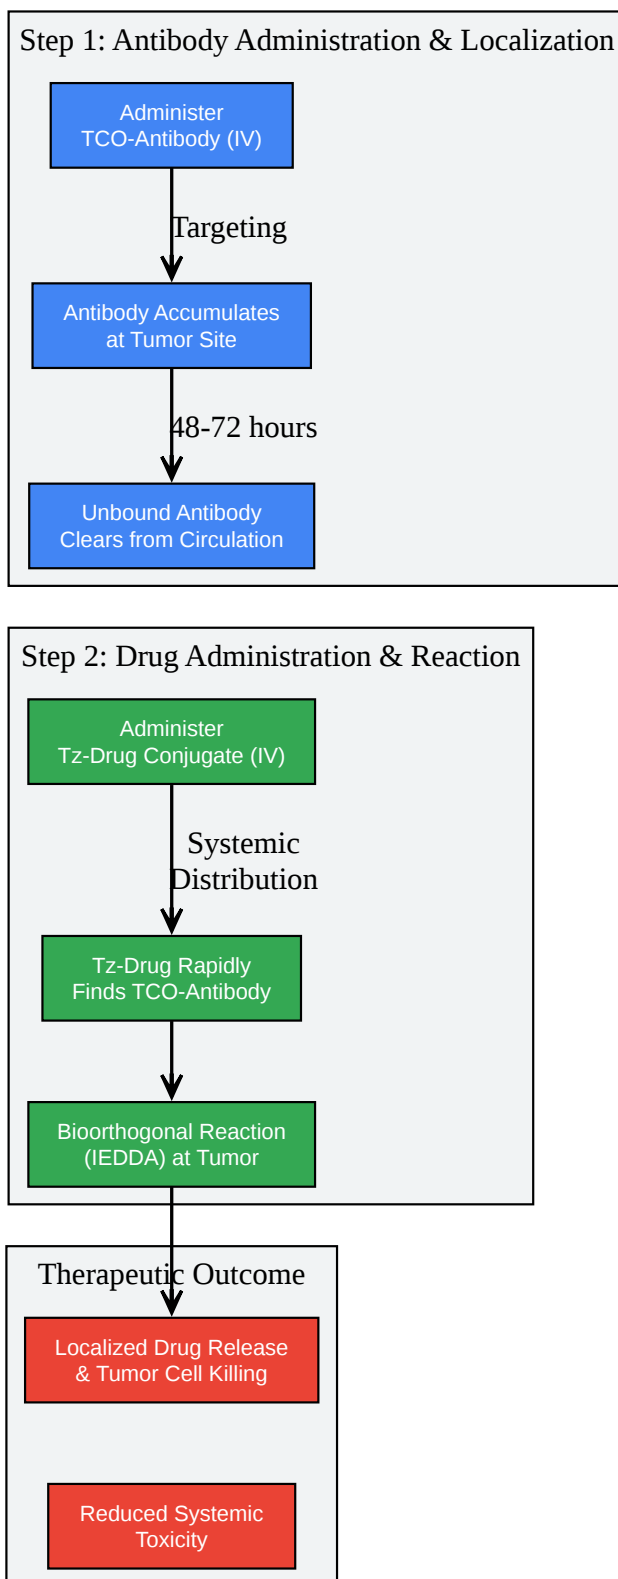 Step 1: Antibody Administration & Localization
Administer
TCO-Antibody (IV)
Targeting
Antibody Accumulates
at Tumor Site
48-72 hours
Unbound Antibody
Clears from Circulation
Step 2: Drug Administration & Reaction
Administer
Tz-Drug Conjugate (IV)
Systemic
Distribution
Tz-Drug Rapidly
Finds TCO-Antibody
Bioorthogonal Reaction
(IEDDA) at Tumor
Therapeutic Outcome
Localized Drug Release
& Tumor Cell Killing
Reduced Systemic
Toxicity